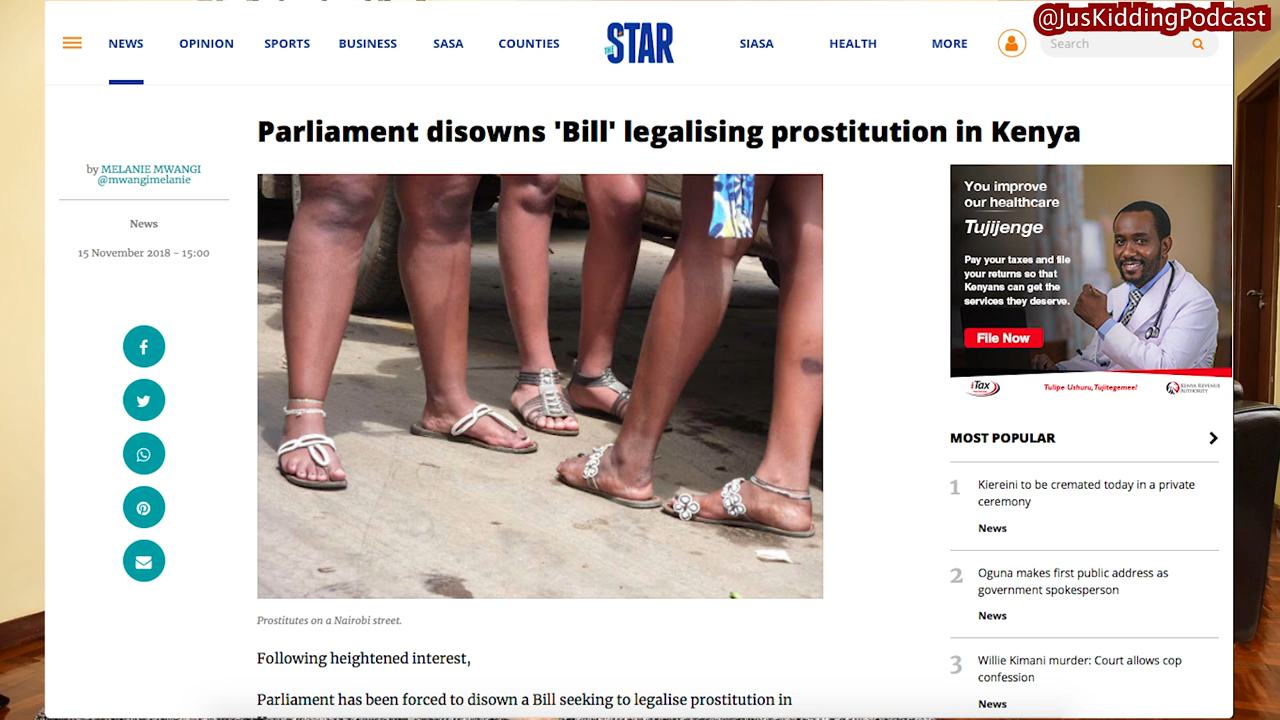 @JusKiddingPodcast
NEWS
OPINION
SPORTS
BUSINESS
SASA
COUNTIES
THE STAR
SIASA
HEALTH
MORE
Search
Parliament disowns 'Bill' legalising prostitution in Kenya
by MELANIE MWANGI
@mwangimelanie
News
15 November 2018 - 15:00
Prostitutes on a Nairobi street.
Following heightened interest,
Parliament has been forced to disown a Bill seeking to legalise prostitution in
You improve
our healthcare
Tujijenge
Pay your taxes and file
your returns so that
Kenyans can get the
services they deserve.
File Now
iTax
Tulipe Ushuru, Tujitegemee!
KENYA REVENUE
AUTHORITY
MOST POPULAR
1
Kiereini to be cremated today in a private
ceremony
News
2
Oguna makes first public address as
government spokesperson
News
3
Willie Kimani murder: Court allows cop
confession
News